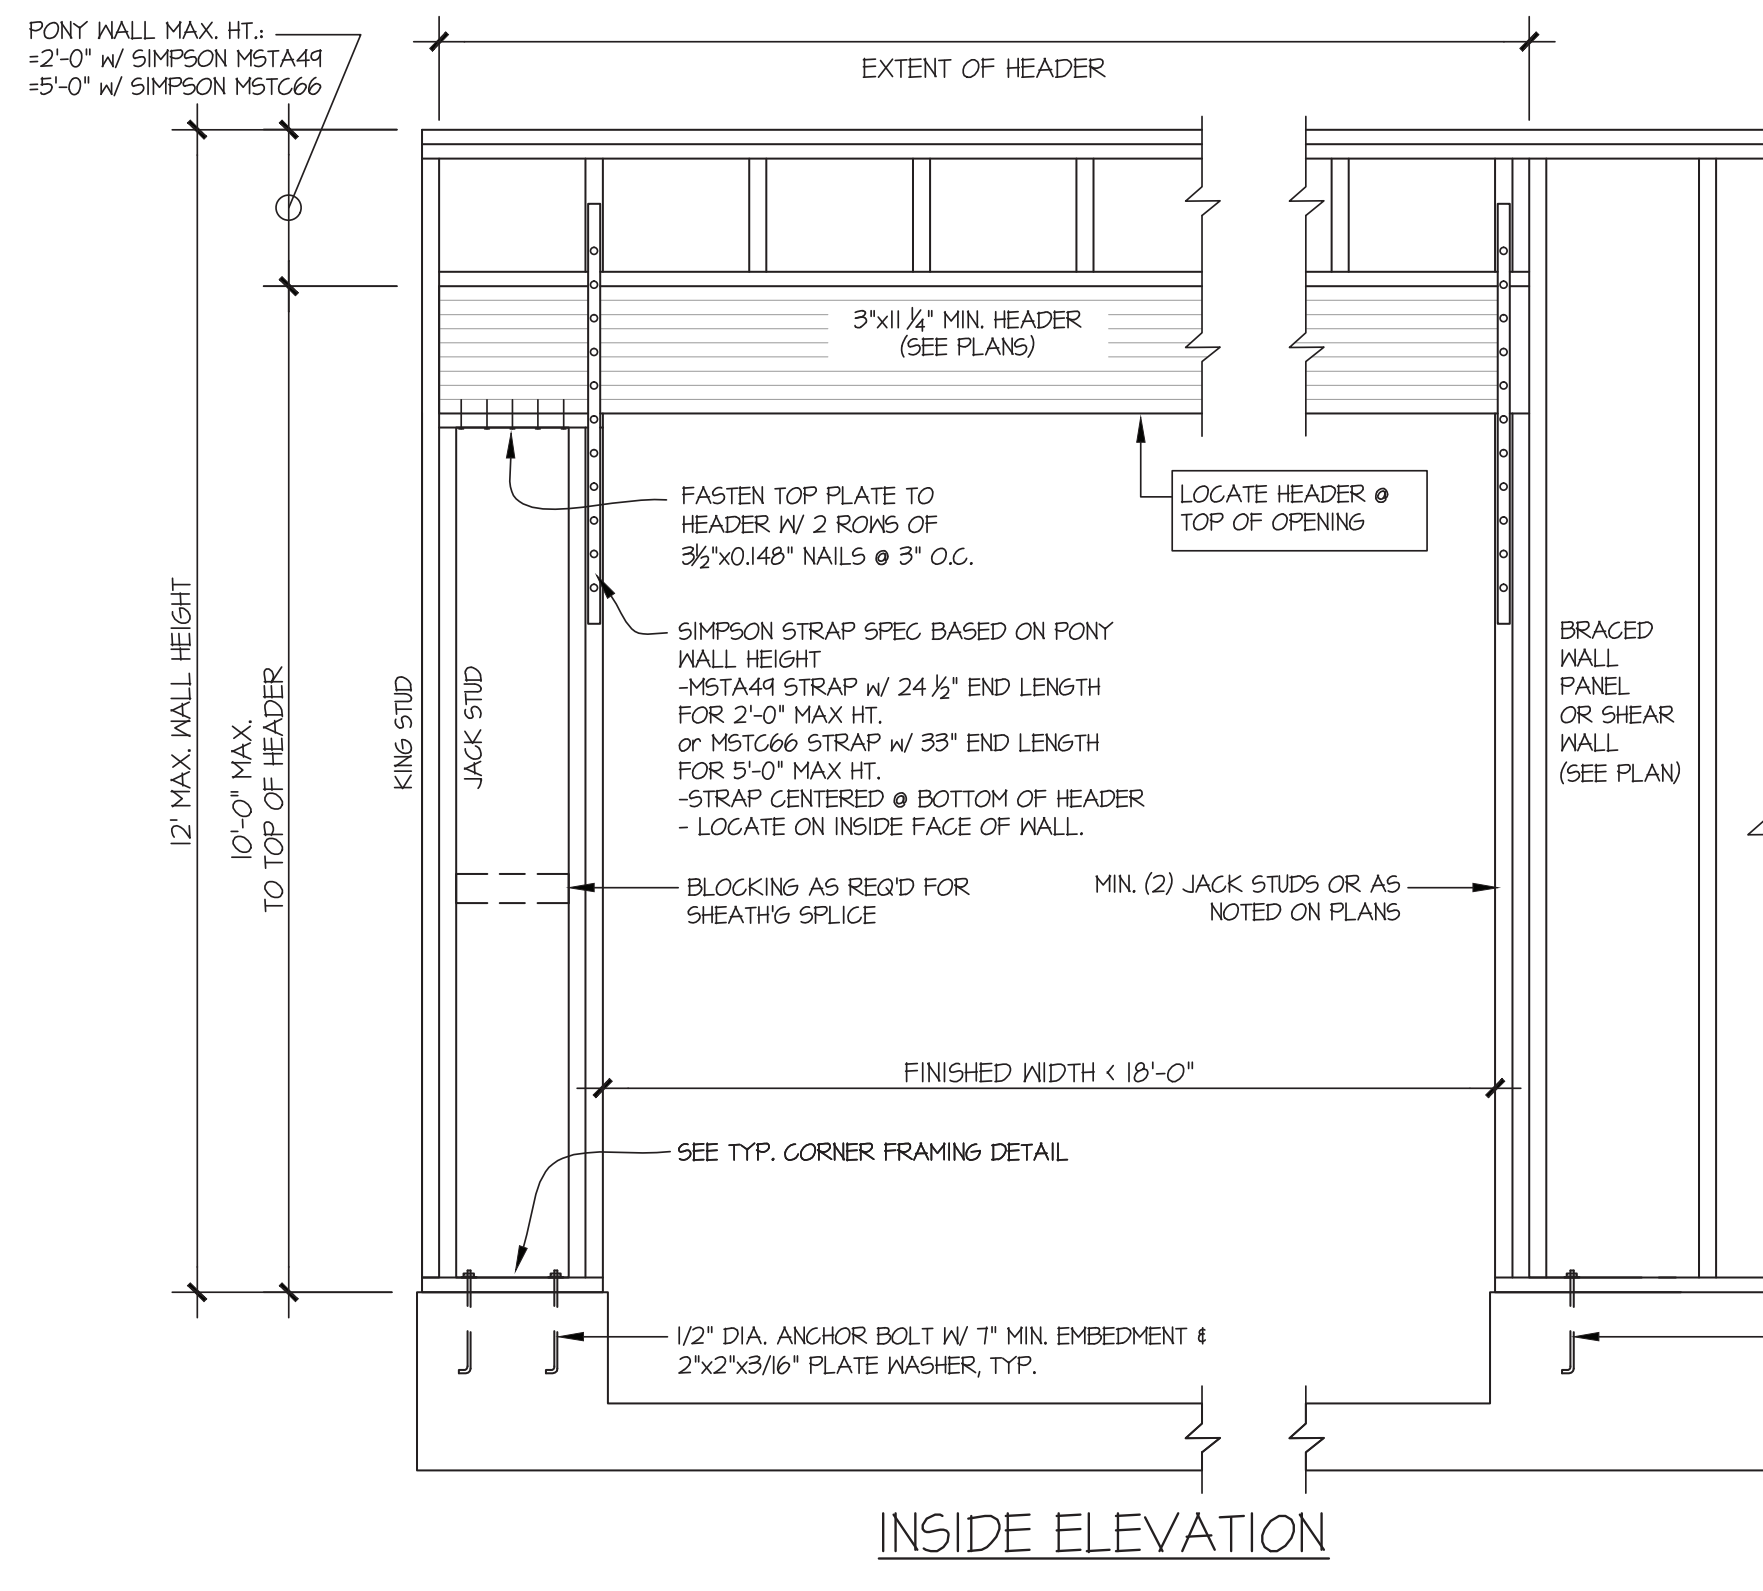 PONY WALL MAX. HT.:
=2'-0" w/ SIMPSON MSTA49
=5'-0" w/ SIMPSON MSTC66
EXTENT OF HEADER
3"x11 1/4" MIN. HEADER
(SEE PLANS)
FASTEN TOP PLATE TO
HEADER W/ 2 ROWS OF
3 1/2"x0.148" NAILS @ 3" O.C.
LOCATE HEADER @
TOP OF OPENING
SIMPSON STRAP SPEC BASED ON PONY
WALL HEIGHT
-MSTA49 STRAP w/ 24 1/2" END LENGTH
FOR 2'-0" MAX HT.
or MSTC66 STRAP w/ 33" END LENGTH
FOR 5'-0" MAX HT.
-STRAP CENTERED @ BOTTOM OF HEADER
- LOCATE ON INSIDE FACE OF WALL.
BRACED
WALL
PANEL
OR SHEAR
WALL
(SEE PLAN)
12' MAX. WALL HEIGHT
10'-0" MAX.
TO TOP OF HEADER
KING STUD
JACK STUD
BLOCKING AS REQ'D FOR
SHEATH'G SPLICE
MIN. (2) JACK STUDS OR AS
NOTED ON PLANS
FINISHED WIDTH < 18'-0"
SEE TYP. CORNER FRAMING DETAIL
1/2" DIA. ANCHOR BOLT W/ 7" MIN. EMBEDMENT &
2"x2"x3/16" PLATE WASHER, TYP.
INSIDE ELEVATION